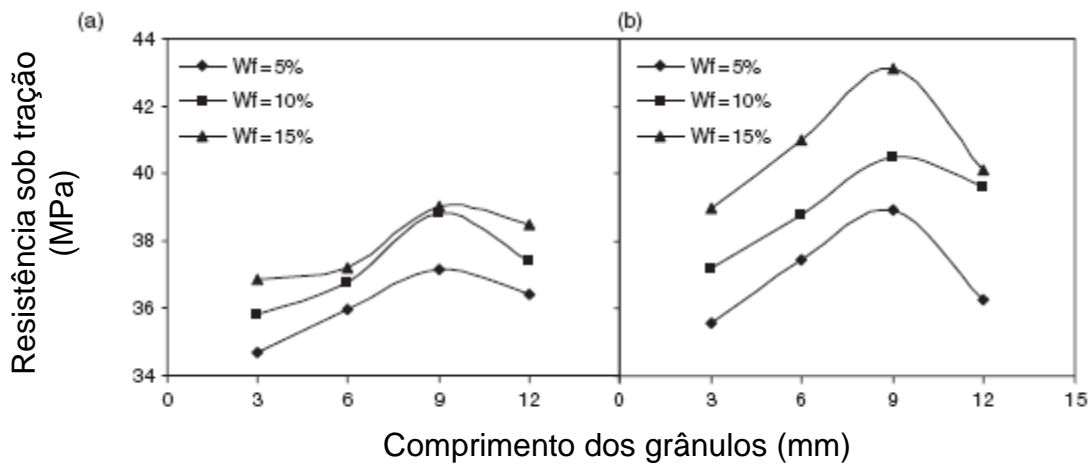 (a)
(b)
Resistência sob tração
(MPa)
44
42
40
38
36
34
Wf=5%
Wf=10%
Wf=15%
Wf=5%
Wf=10%
Wf=15%
0 3 6 9 12 0 3 6 9 12 15
Comprimento dos grânulos (mm)